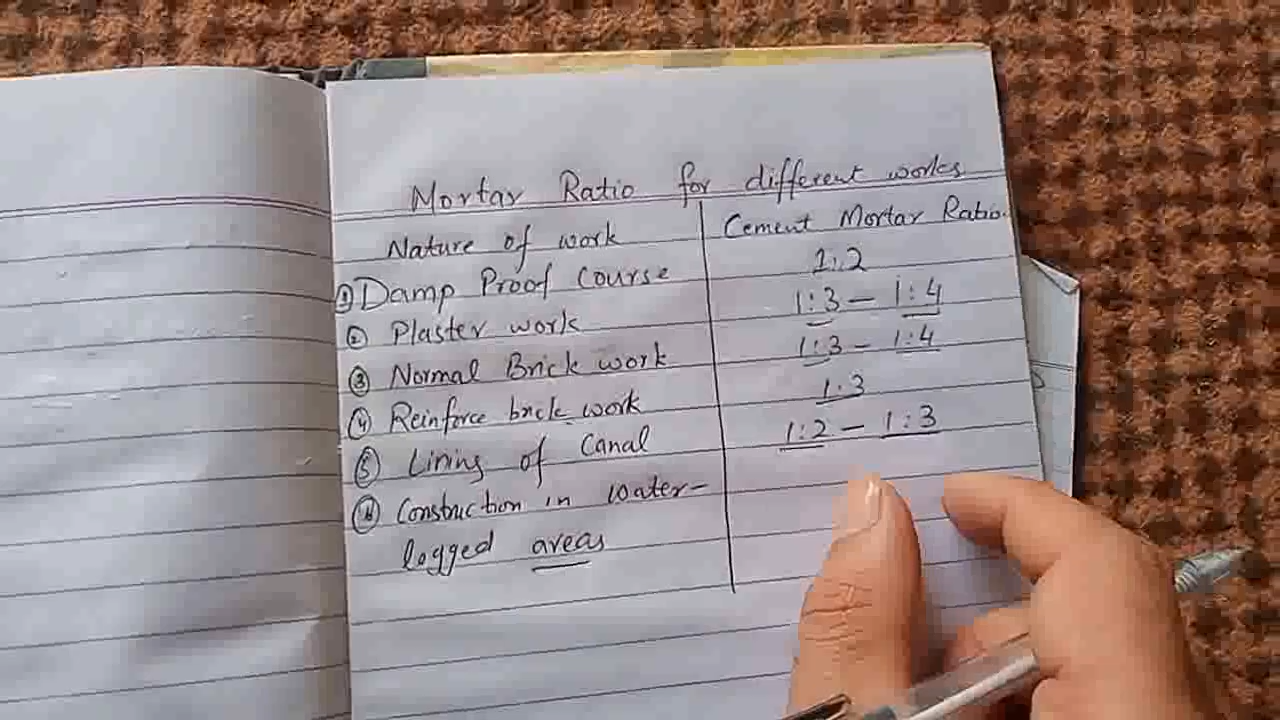 Mortar Ratio for different works
Nature of work Cement Mortar Ratio
① Damp Proof Course 1:2
② Plaster work 1:3 - 1:4
③ Normal Brick work 1:3 - 1:4
④ Reinforce brick work 1:3
⑤ Lining of Canal 1:2 - 1:3
⑥ Construction in water-
logged areas